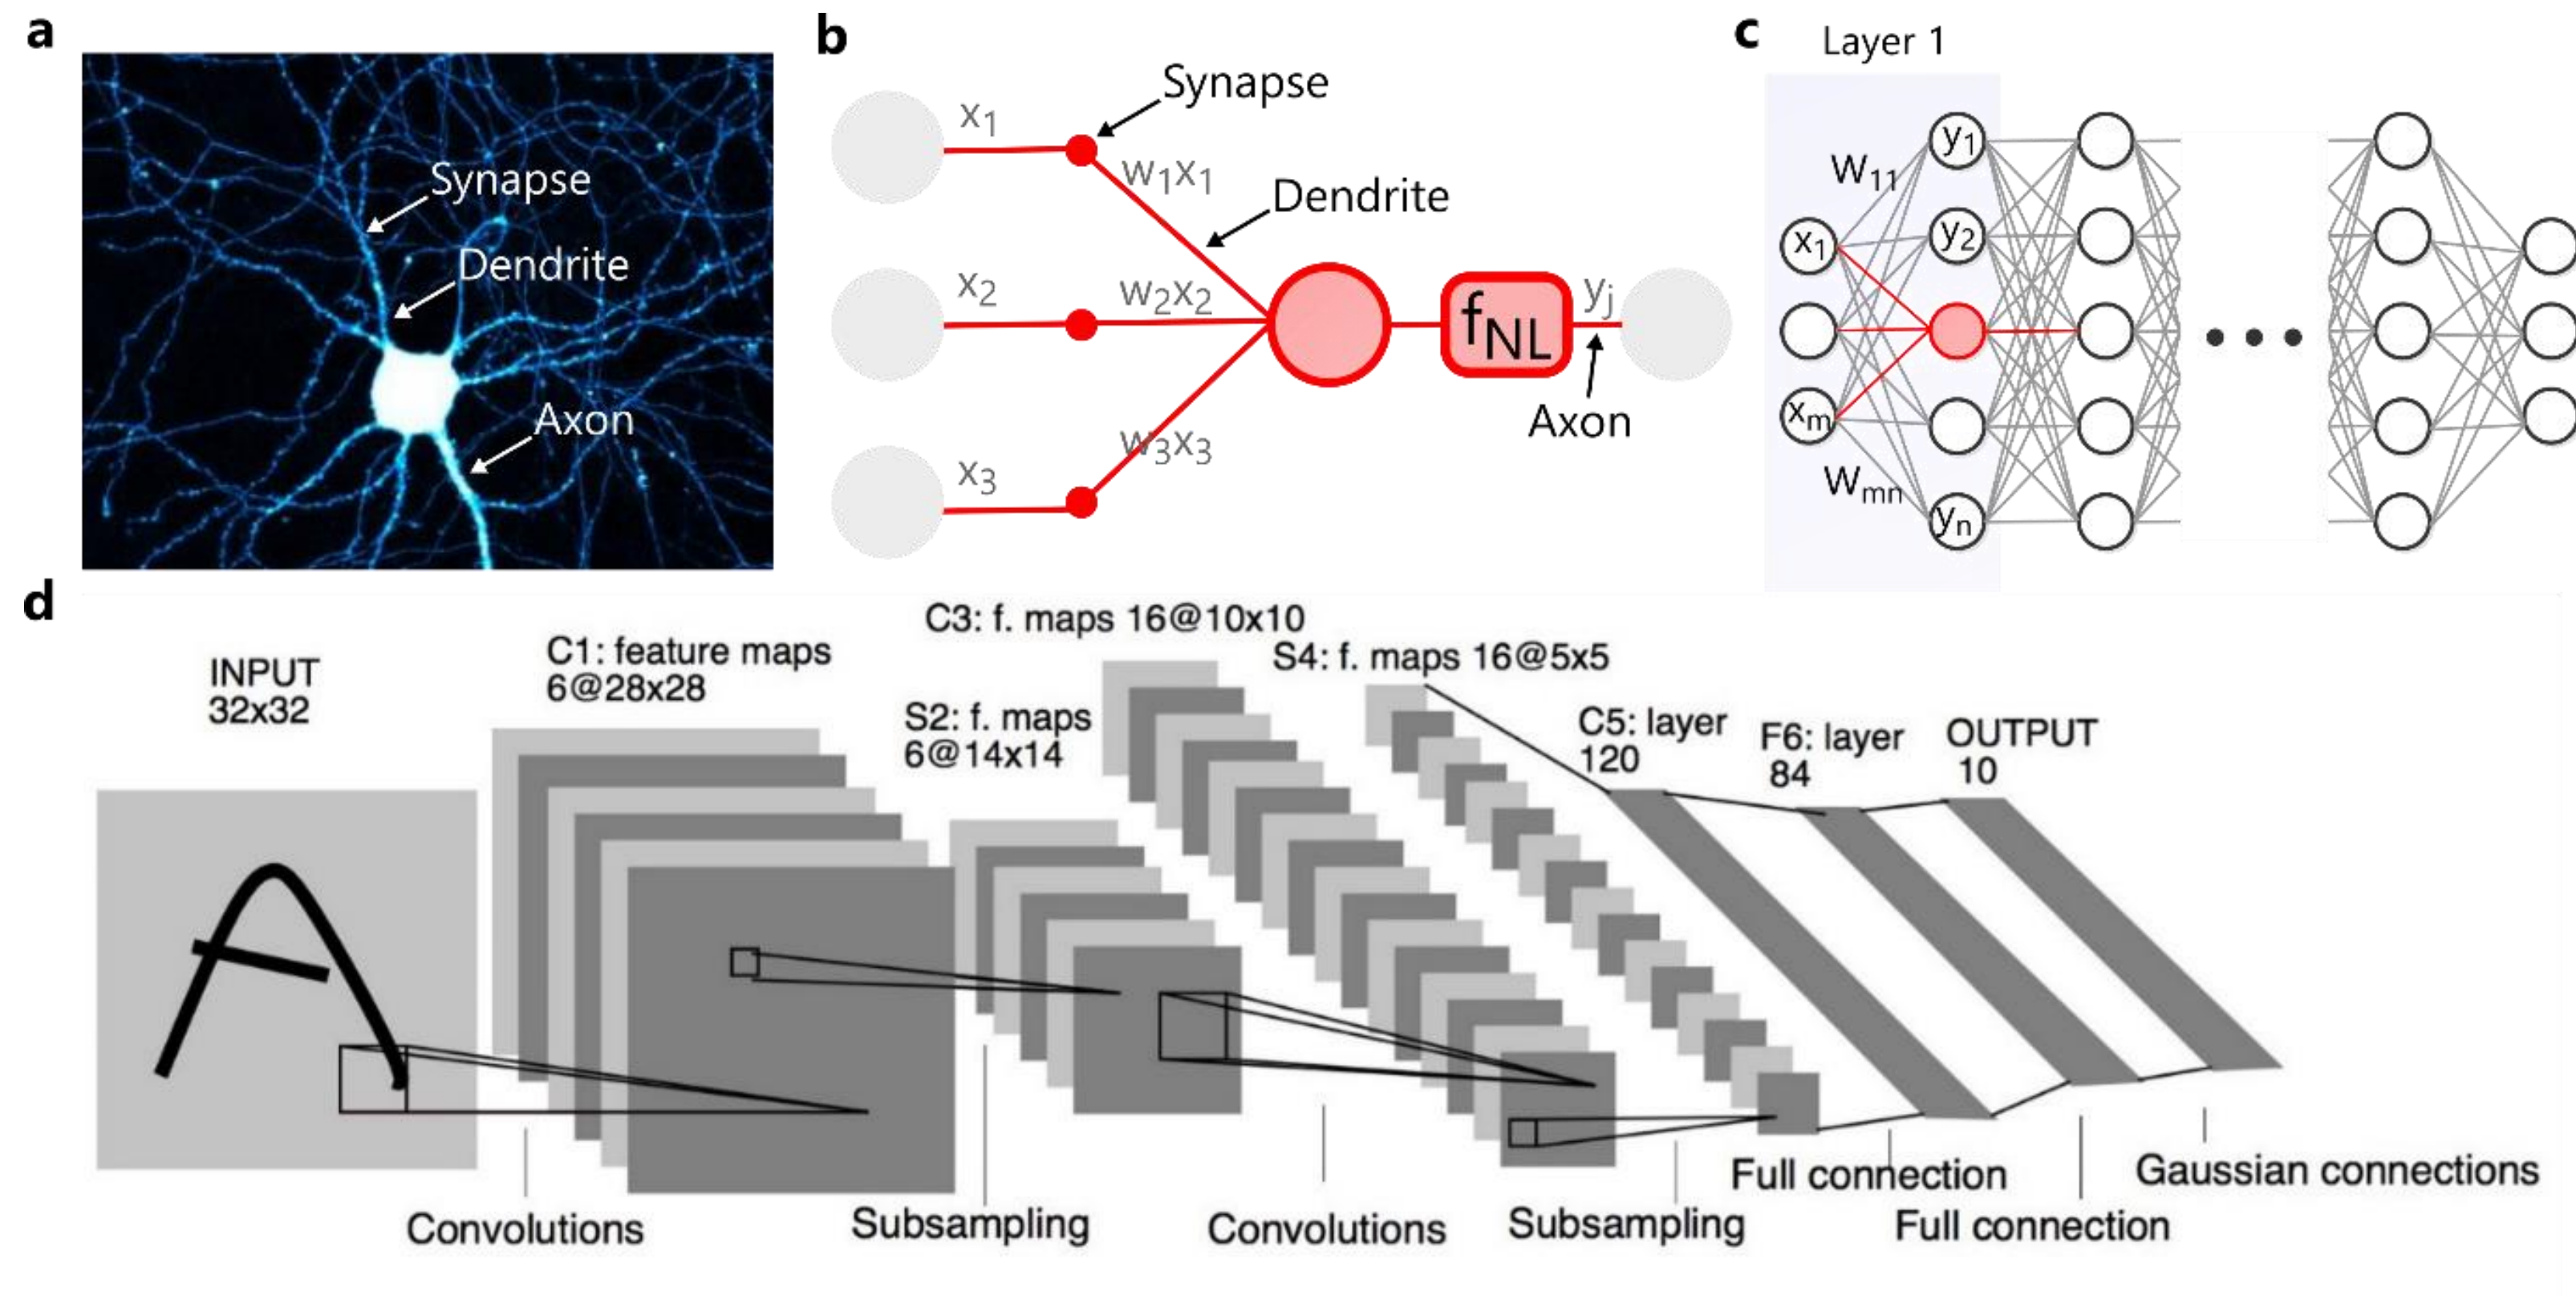 a
Synapse
Dendrite
Axon
b
x1
x2
x3
Synapse
w1x1
Dendrite
w2x2
w3x3
fNL
yj
Axon
c
Layer 1
W11
x1
xm
Wmn
y1
y2
yn
d
INPUT
32x32
C1: feature maps
6@28x28
S2: f. maps
6@14x14
C3: f. maps 16@10x10
S4: f. maps 16@5x5
C5: layer
120
F6: layer
84
OUTPUT
10
Convolutions
Subsampling
Convolutions
Subsampling
Full connection
Full connection
Gaussian connections